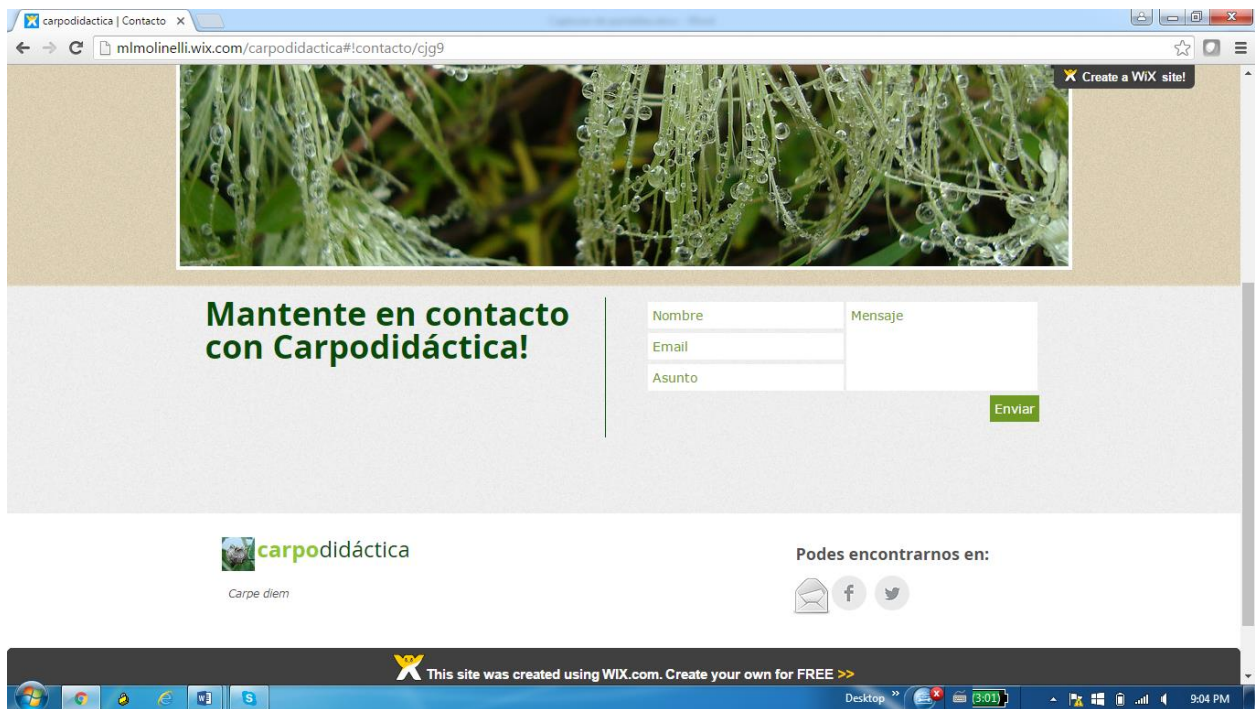 carpodidactica | Contacto
mlmolinelli.wix.com/carpodidactica#!contacto/cjg9
Create a WiX site!
Mantente en contacto
con Carpodidáctica!
Nombre
Mensaje
Email
Asunto
Enviar
carpodidáctica
Carpe diem
Podes encontrarnos en:
This site was created using WIX.com. Create your own for FREE >>
Desktop
(3:01)
9:04 PM